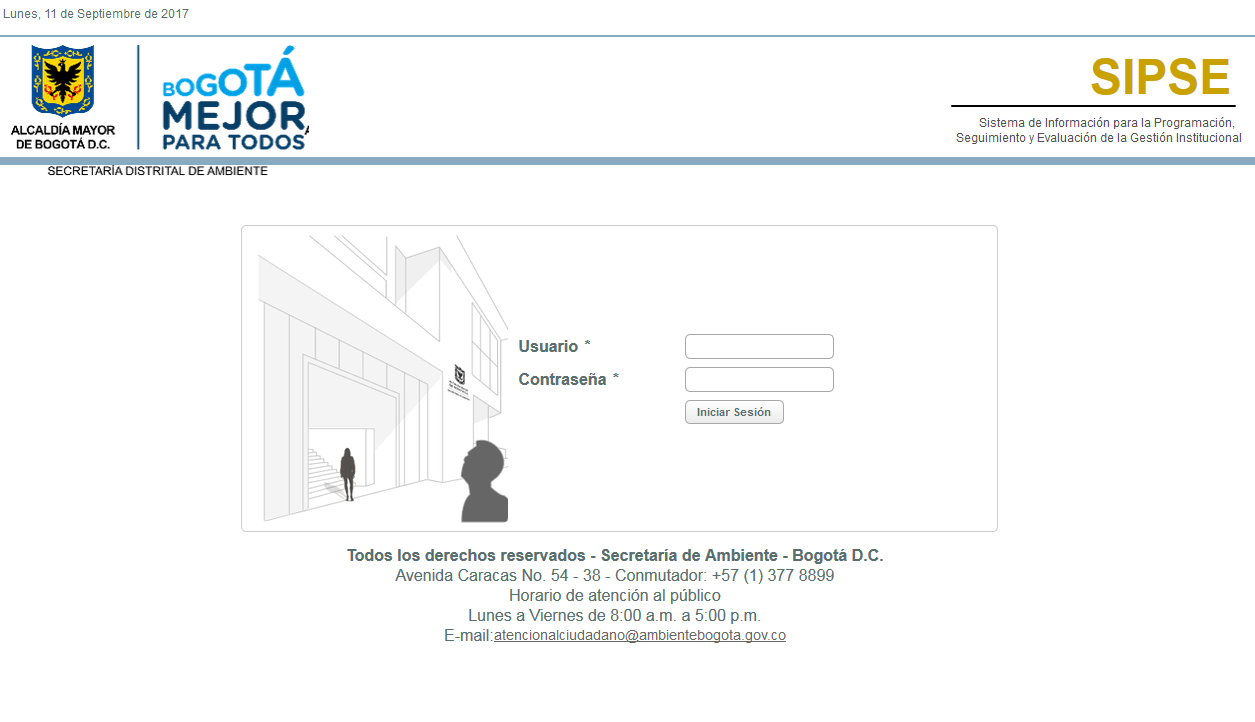 Lunes, 11 de Septiembre de 2017
ALCALDÍA MAYOR
DE BOGOTÁ D.C.
BOGOTÁ
MEJOR
PARA TODOS
SIPSE
Sistema de Información para la Programación,
Seguimiento y Evaluación de la Gestión Institucional
SECRETARÍA DISTRITAL DE AMBIENTE
Usuario *
Contraseña *
Iniciar Sesión
Todos los derechos reservados - Secretaría de Ambiente - Bogotá D.C.
Avenida Caracas No. 54 - 38 - Conmutador: +57 (1) 377 8899
Horario de atención al público
Lunes a Viernes de 8:00 a.m. a 5:00 p.m.
E-mail:atencionalciudadano@ambientebogota.gov.co